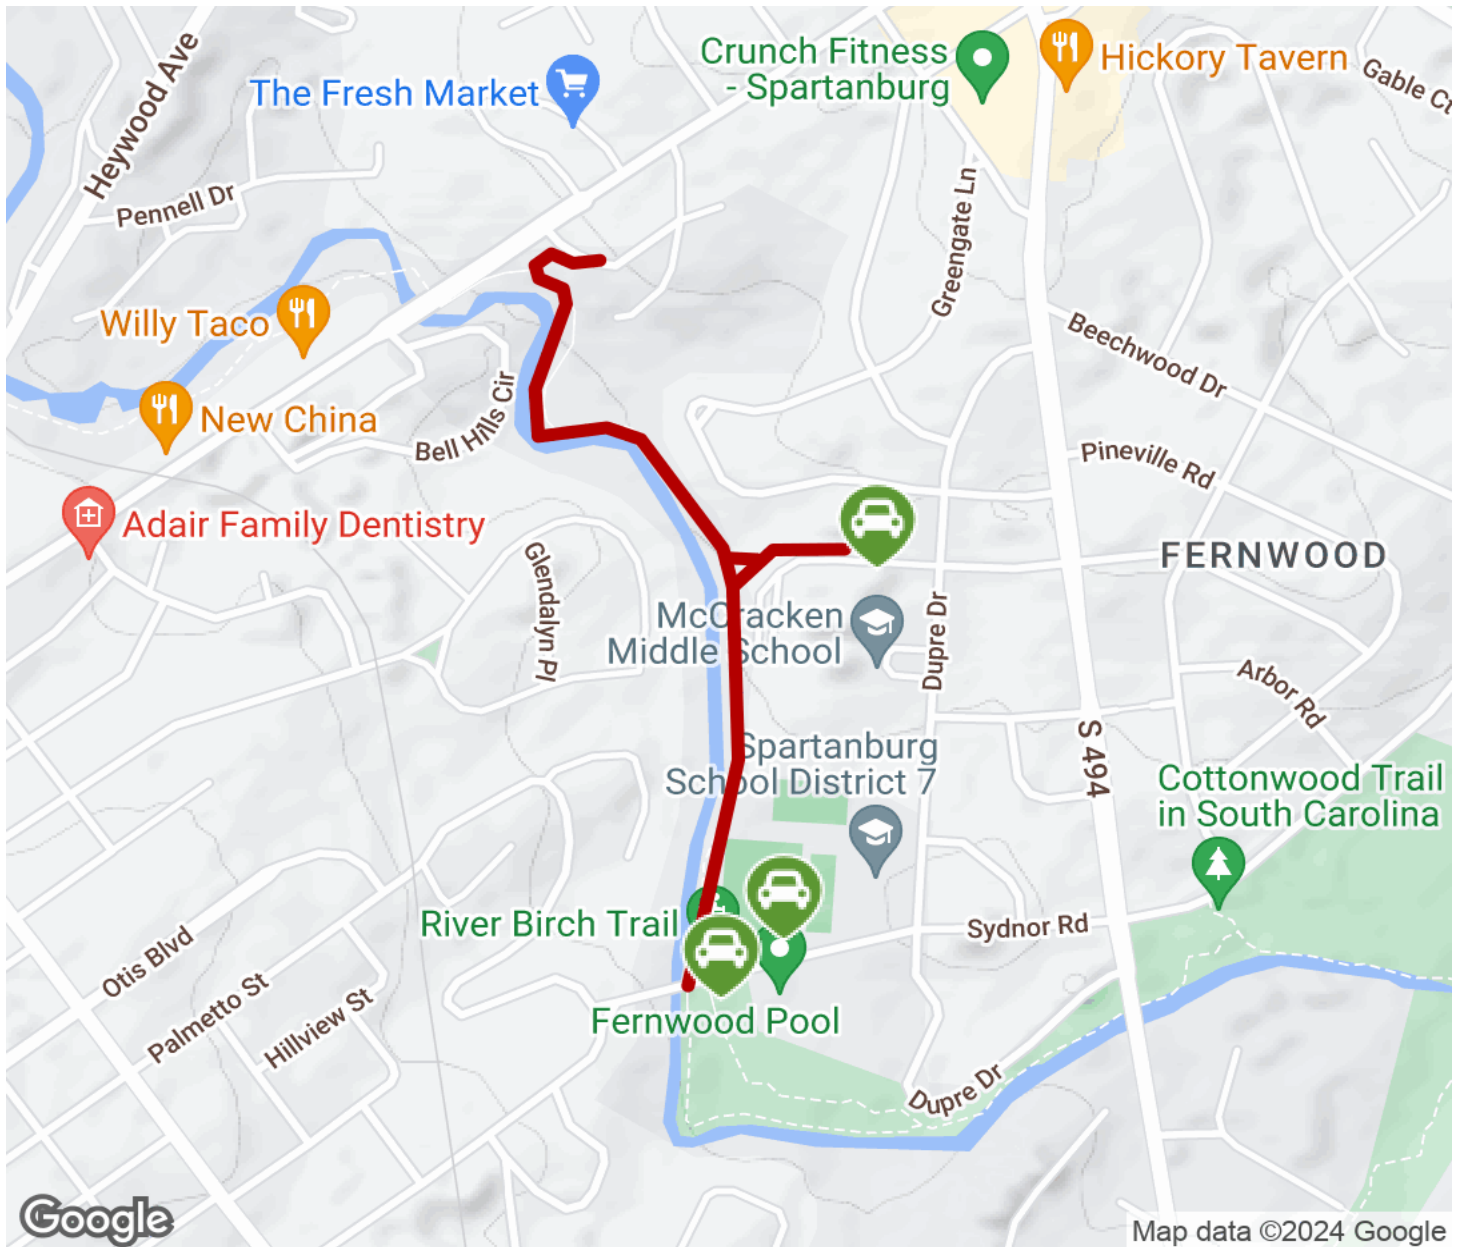 Crunch Fitness
- Spartanburg
Hickory Tavern
Gable Ct
Heywood Ave
The Fresh Market
Pennell Dr
Greengate Ln
Willy Taco
Beechwood Dr
New China
Bell Hills Cir
Pineville Rd
Adair Family Dentistry
FERNWOOD
Glendalyn Pl
McCracken
Middle School
Dupre Dr
Arbor Rd
S 494
Spartanburg
School District 7
Cottonwood Trail
in South Carolina
River Birch Trail
Sydnor Rd
Otis Blvd
Palmetto St
Hillview St
Fernwood Pool
Dupre Dr
Google
Map data ©2024 Google